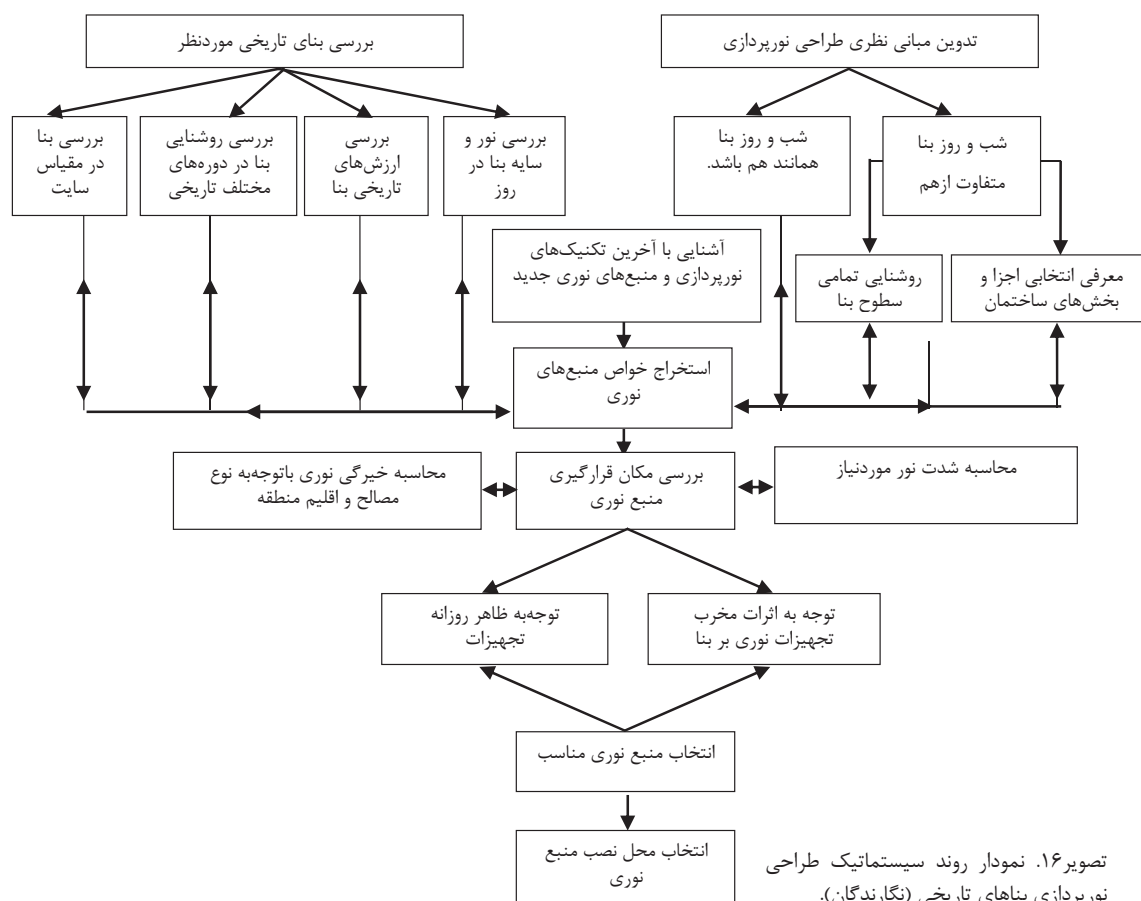 تدوین مبانی نظری طراحی نورپردازی
بررسی بنای تاریخی موردنظر
شب و روز بنا
متفاوت ازهم
شب و روز بنا
همانند هم باشد.
بررسی نور و
سایه بنا در
روز
بررسی
ارزش‌های
تاریخی بنا
بررسی روشنایی
بنا در دوره‌های
مختلف تاریخی
بررسی بنا
در مقیاس
سایت
معرفی انتخابی اجزا و
بخش‌های ساختمان
روشنایی تمامی
سطوح بنا
آشنایی با آخرین تکنیک‌های
نورپردازی و منبع‌های نوری جدید
استخراج خواص منبع‌های
نوری
محاسبه شدت نور موردنیاز
بررسی مکان قرارگیری
منبع نوری
محاسبه خیرگی نوری باتوجه‌به نوع
مصالح و اقلیم منطقه
توجه به اثرات مخرب
تجهیزات نوری بر بنا
توجه‌به ظاهر روزانه
تجهیزات
انتخاب منبع نوری مناسب
انتخاب محل نصب منبع
نوری
تصویر۱۶. نمودار روند سیستماتیک طراحی
نورپردازی بناهای تاریخی (نگارندگان).